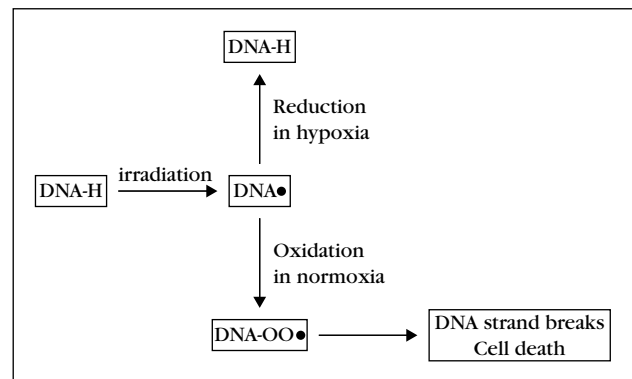 DNA-H
Reduction
in hypoxia
irradiation
DNA-H
DNA●
Oxidation
in normoxia
DNA-OO●
DNA strand breaks
Cell death